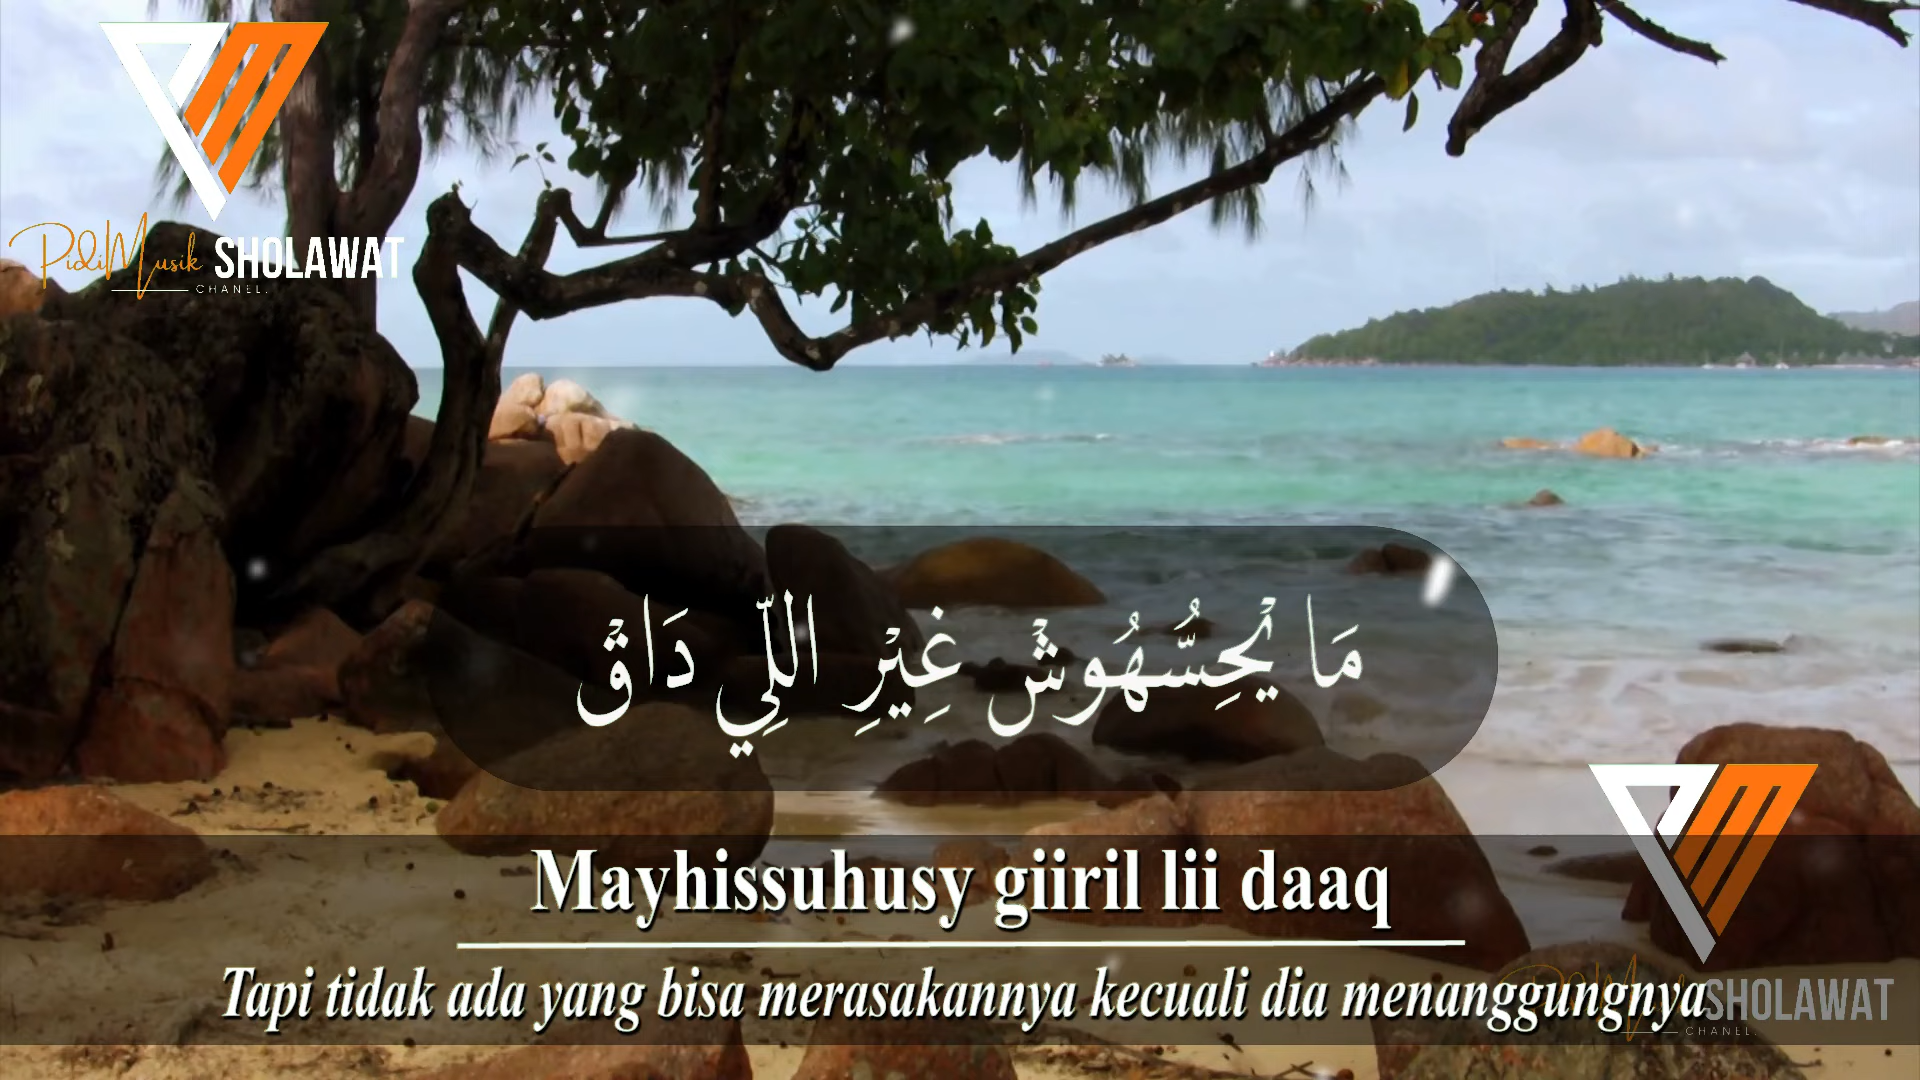 PidiMusik SHOLAWAT
CHANEL.
مَا يْحِسُّهُوشْ غِيْرِ اللِّي دَاقْ
Mayhissuhusy giiril lii daaq
Tapi tidak ada yang bisa merasakannya kecuali dia menanggungnya
SHOLAWAT
CHANEL.